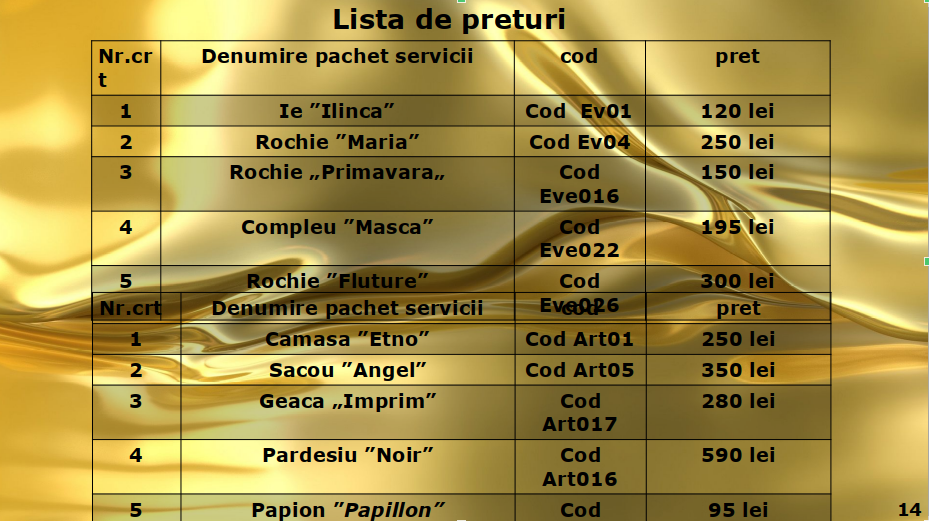 Lista de preturi
Nr.cr
t
Denumire pachet servicii
cod
pret
1
Ie ”Ilinca”
Cod Ev01
120 lei
2
Rochie ”Maria”
Cod Ev04
250 lei
3
Rochie „Primavara„
Cod
Eve016
150 lei
4
Compleu ”Masca”
Cod
Eve022
195 lei
5
Rochie ”Fluture”
Cod
Eve026
300 lei
Nr.crt
Denumire pachet servicii
cod
pret
1
Camasa ”Etno”
Cod Art01
250 lei
2
Sacou ”Angel”
Cod Art05
350 lei
3
Geaca „Imprim”
Cod
Art017
280 lei
4
Pardesiu ”Noir”
Cod
Art016
590 lei
5
Papion ”Papillon”
Cod
95 lei
14